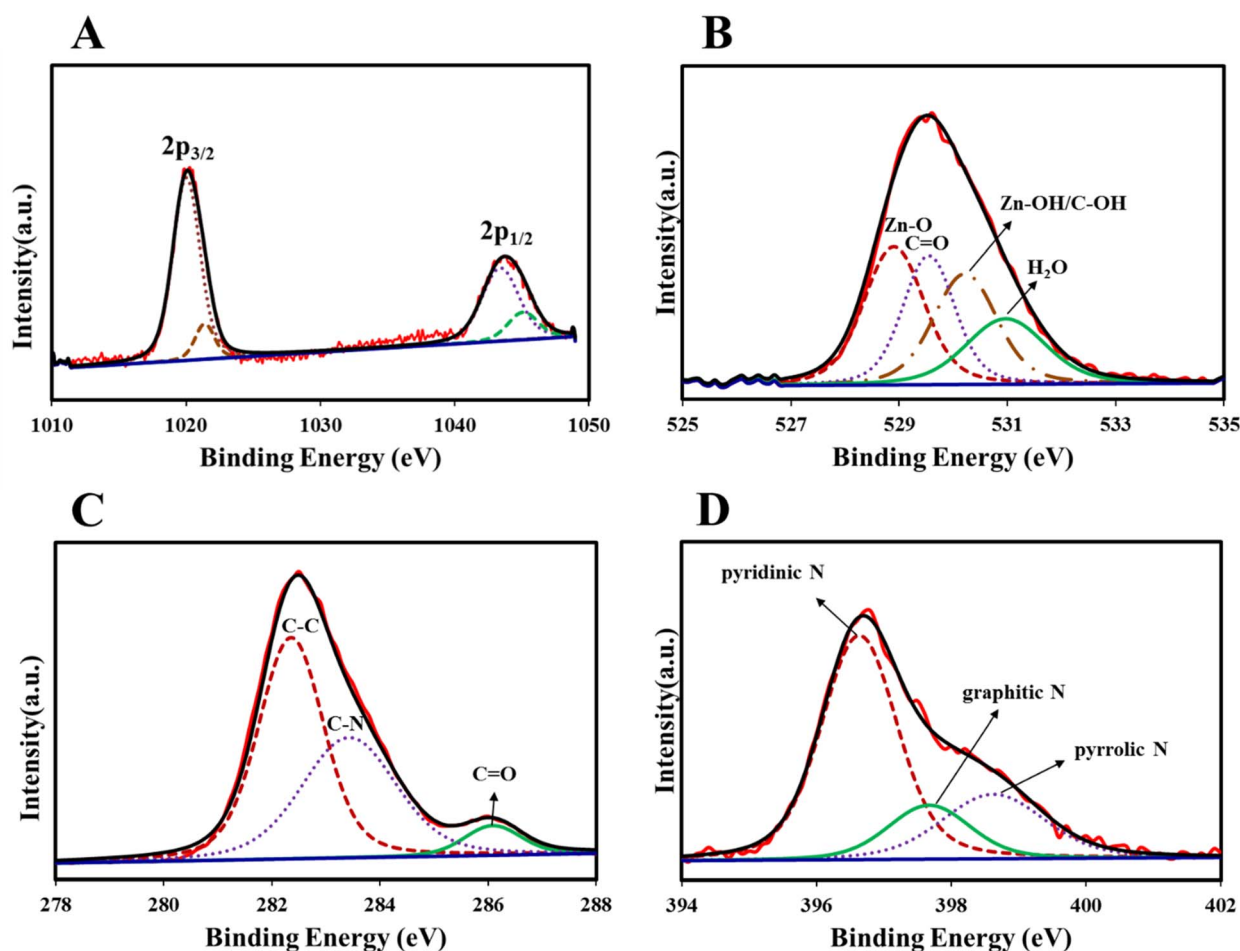 A
2p3/2
2p1/2
Intensity(a.u.)
1010 1020 1030 1040 1050
Binding Energy (eV)
B
Zn-OH/C-OH
Zn-O
C=O
H2O
Intensity(a.u.)
525 527 529 531 533 535
Binding Energy (eV)
C
C-C
C-N
C=O
Intensity(a.u.)
278 280 282 284 286 288
Binding Energy (eV)
D
pyridinic N
graphitic N
pyrrolic N
Intensity(a.u.)
394 396 398 400 402
Binding Energy (eV)